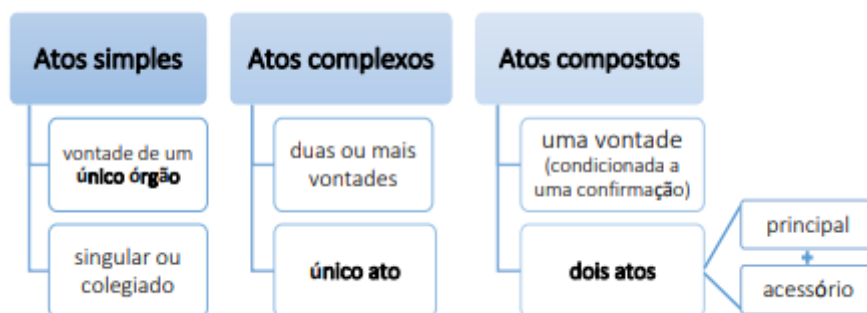 Atos simples
vontade de um
único órgão
singular ou
colegiado
Atos complexos
duas ou mais
vontades
único ato
Atos compostos
uma vontade
(condicionada a
uma confirmação)
dois atos
principal
+
acessório